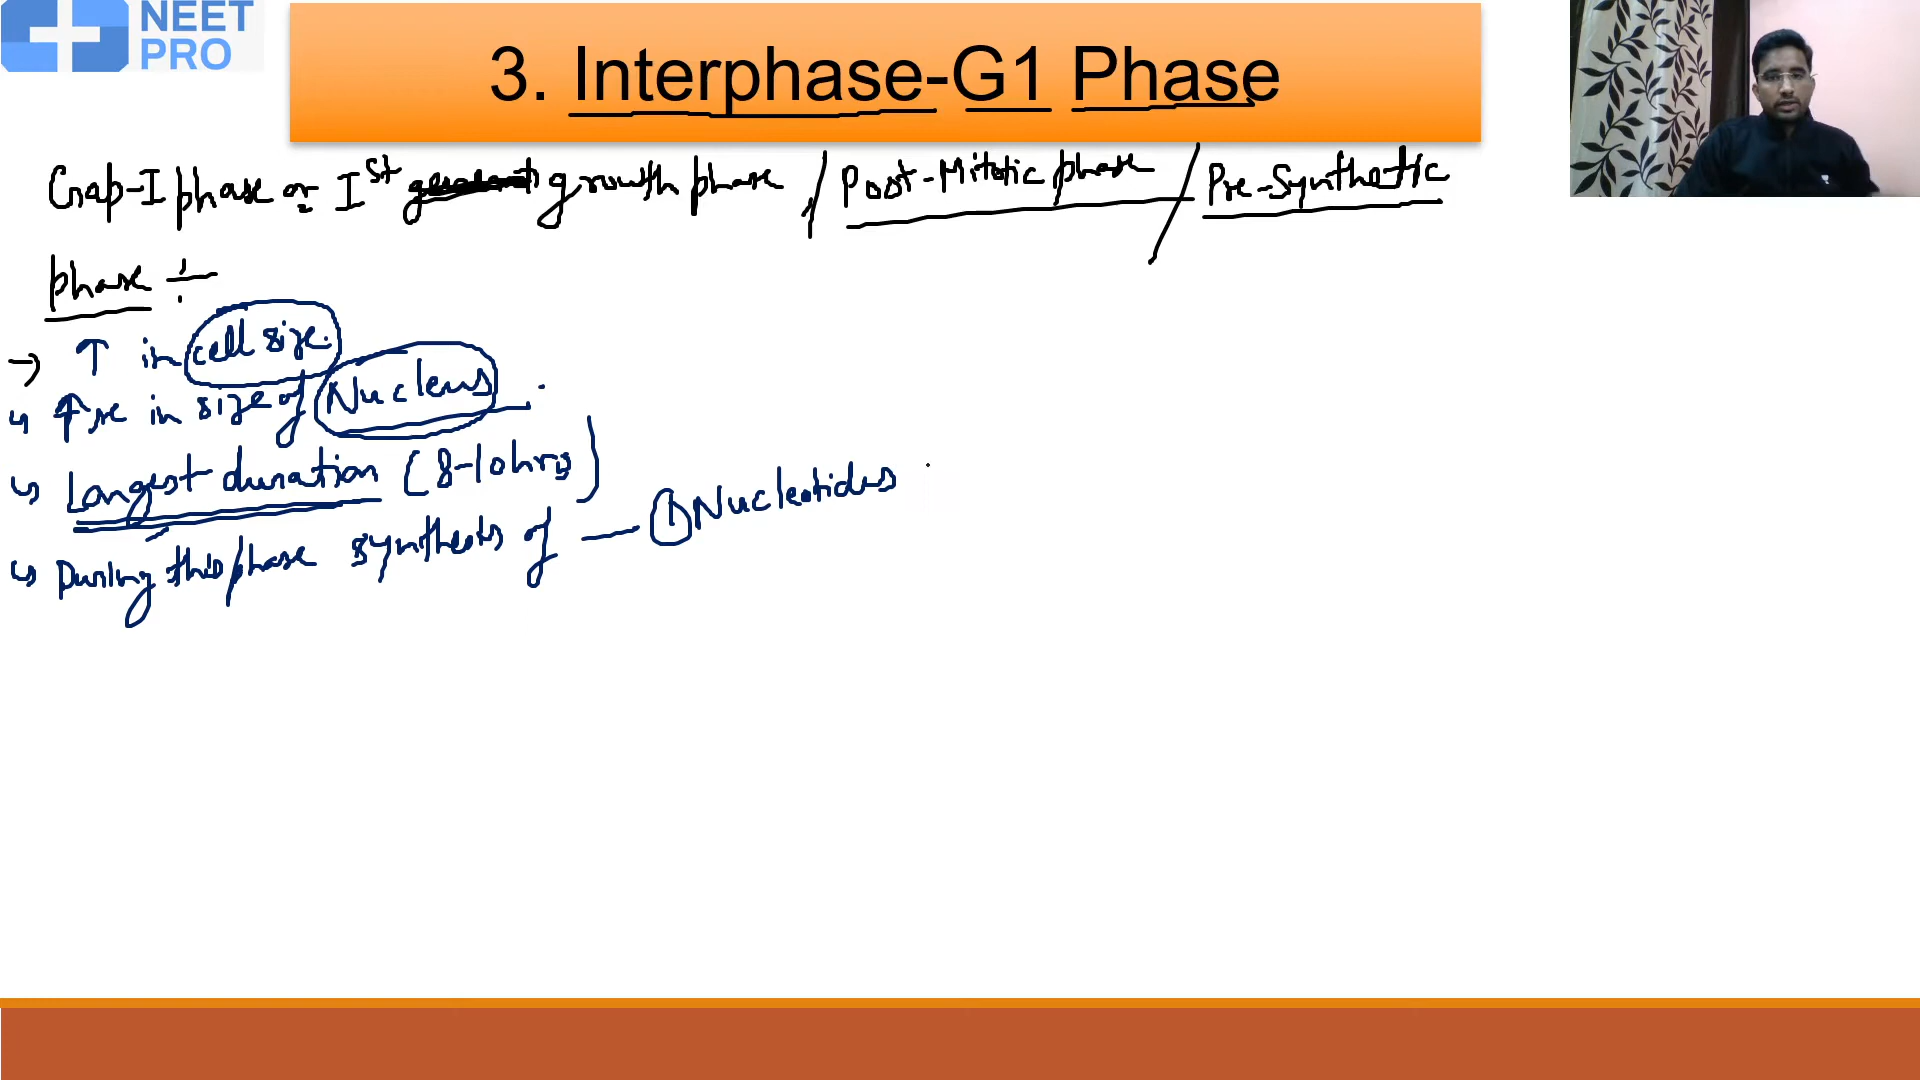 NEET
PRO
3. Interphase-G1 Phase
Gap-I phase or Ist growth phase / Post-Mitotic phase / Pre-Synthetic
phase ÷
→ ↑ in cell size.
↳ ↑se in size of Nucleus.
↳ Longest duration (8-10hrs)
↳ During this phase synthesis of — ① Nucleotides